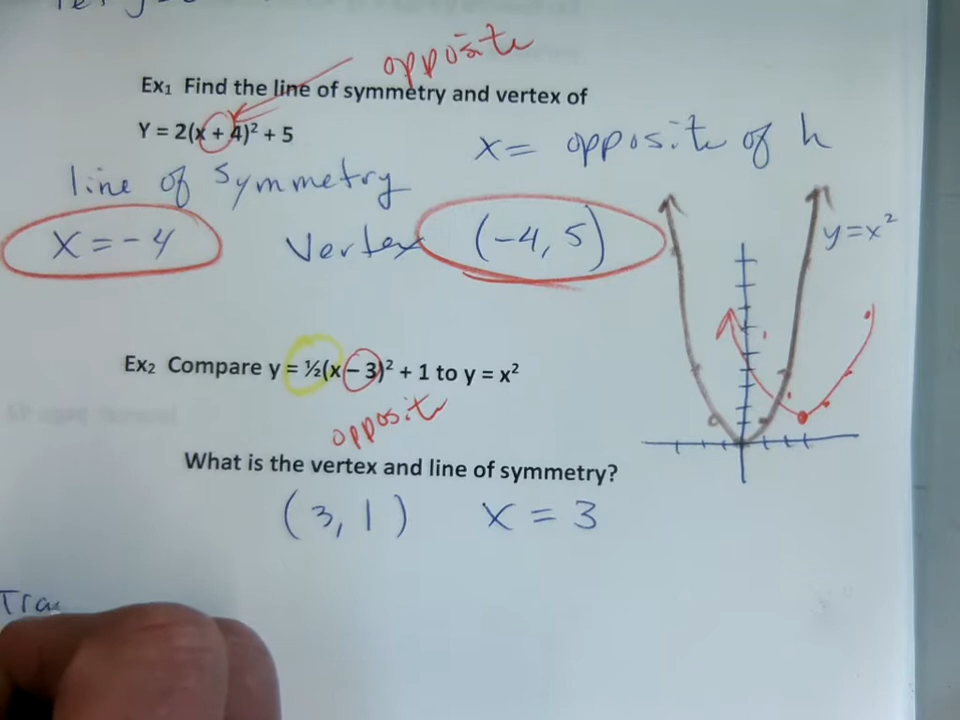 opposite
Ex₁ Find the line of symmetry and vertex of
Y = 2(x + 4)² + 5
x = opposite of h
line of symmetry
x = -4 Vertex (-4, 5)
y=x²
Ex₂ Compare y = ½(x – 3)² + 1 to y = x²
opposite
What is the vertex and line of symmetry?
(3, 1) x = 3